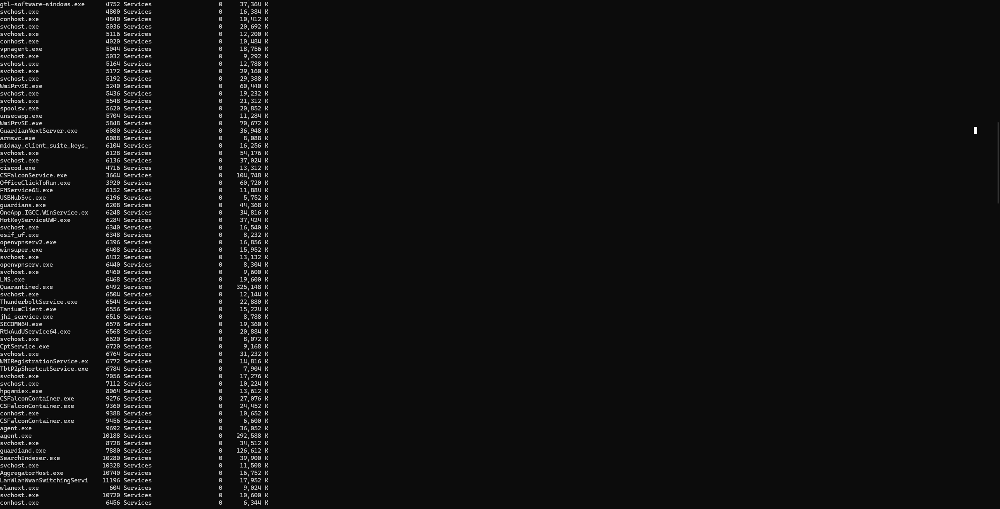 gtl-software-windows.exe      4752 Services                   0     37,364 K
svchost.exe                   4800 Services                   0     16,384 K
conhost.exe                   4840 Services                   0     10,412 K
svchost.exe                   5036 Services                   0     20,692 K
svchost.exe                   5116 Services                   0     12,200 K
conhost.exe                   4020 Services                   0     10,484 K
vpnagent.exe                  5044 Services                   0     18,756 K
svchost.exe                   5032 Services                   0      9,292 K
svchost.exe                   5164 Services                   0     12,788 K
svchost.exe                   5172 Services                   0     29,160 K
svchost.exe                   5192 Services                   0     29,388 K
WmiPrvSE.exe                  5240 Services                   0     60,440 K
svchost.exe                   5436 Services                   0     19,232 K
svchost.exe                   5548 Services                   0     21,312 K
spoolsv.exe                   5620 Services                   0     20,852 K
unsecapp.exe                  5704 Services                   0     11,284 K
WmiPrvSE.exe                  5848 Services                   0     70,672 K
GuardianNextServer.exe        6080 Services                   0     36,948 K
armsvc.exe                    6088 Services                   0      8,088 K
midway_client_suite_keys_     6104 Services                   0     16,256 K
svchost.exe                   6128 Services                   0     54,176 K
svchost.exe                   6136 Services                   0     37,024 K
ciscod.exe                    4716 Services                   0     13,312 K
CSFalconService.exe           3664 Services                   0    104,748 K
OfficeClickToRun.exe          3920 Services                   0     60,720 K
FMService64.exe               6152 Services                   0     11,884 K
USBHubSvc.exe                 6196 Services                   0      5,752 K
guardians.exe                 6208 Services                   0     44,368 K
OneApp.IGCC.WinService.ex     6248 Services                   0     34,816 K
HotKeyServiceUWP.exe          6284 Services                   0     37,424 K
svchost.exe                   6340 Services                   0     16,540 K
esif_uf.exe                   6348 Services                   0      8,232 K
openvpnserv2.exe              6396 Services                   0     16,856 K
winsuper.exe                  6408 Services                   0     15,952 K
svchost.exe                   6432 Services                   0     13,132 K
openvpnserv.exe               6440 Services                   0      8,304 K
svchost.exe                   6460 Services                   0      9,600 K
LMS.exe                       6468 Services                   0     19,600 K
Quarantined.exe               6492 Services                   0    325,148 K
svchost.exe                   6504 Services                   0     12,144 K
ThunderboltService.exe        6544 Services                   0     22,880 K
TaniumClient.exe              6556 Services                   0     15,224 K
jhi_service.exe               6516 Services                   0      8,788 K
SECOMN64.exe                  6576 Services                   0     19,360 K
RtkAudUService64.exe          6568 Services                   0     20,884 K
svchost.exe                   6620 Services                   0      8,072 K
CptService.exe                6720 Services                   0      9,168 K
svchost.exe                   6764 Services                   0     31,232 K
WMIRegistrationService.ex     6772 Services                   0     14,816 K
TbtP2pShortcutService.exe     6784 Services                   0      7,904 K
svchost.exe                   7056 Services                   0     17,276 K
svchost.exe                   7112 Services                   0     10,224 K
hpqwmiex.exe                  8064 Services                   0     13,612 K
CSFalconContainer.exe         9276 Services                   0     27,076 K
CSFalconContainer.exe         9360 Services                   0     24,452 K
conhost.exe                   9388 Services                   0     10,652 K
CSFalconContainer.exe         9456 Services                   0      6,600 K
agent.exe                     9692 Services                   0     36,052 K
agent.exe                    10188 Services                   0    292,588 K
svchost.exe                   8728 Services                   0     34,512 K
guardiand.exe                 7880 Services                   0    126,612 K
SearchIndexer.exe            10280 Services                   0     39,900 K
svchost.exe                  10328 Services                   0     11,508 K
AggregatorHost.exe           10740 Services                   0     16,752 K
LanWlanWwanSwitchingServi    11196 Services                   0     17,952 K
wlanext.exe                    604 Services                   0      9,024 K
svchost.exe                  10720 Services                   0     10,600 K
conhost.exe                   6456 Services                   0      6,344 K